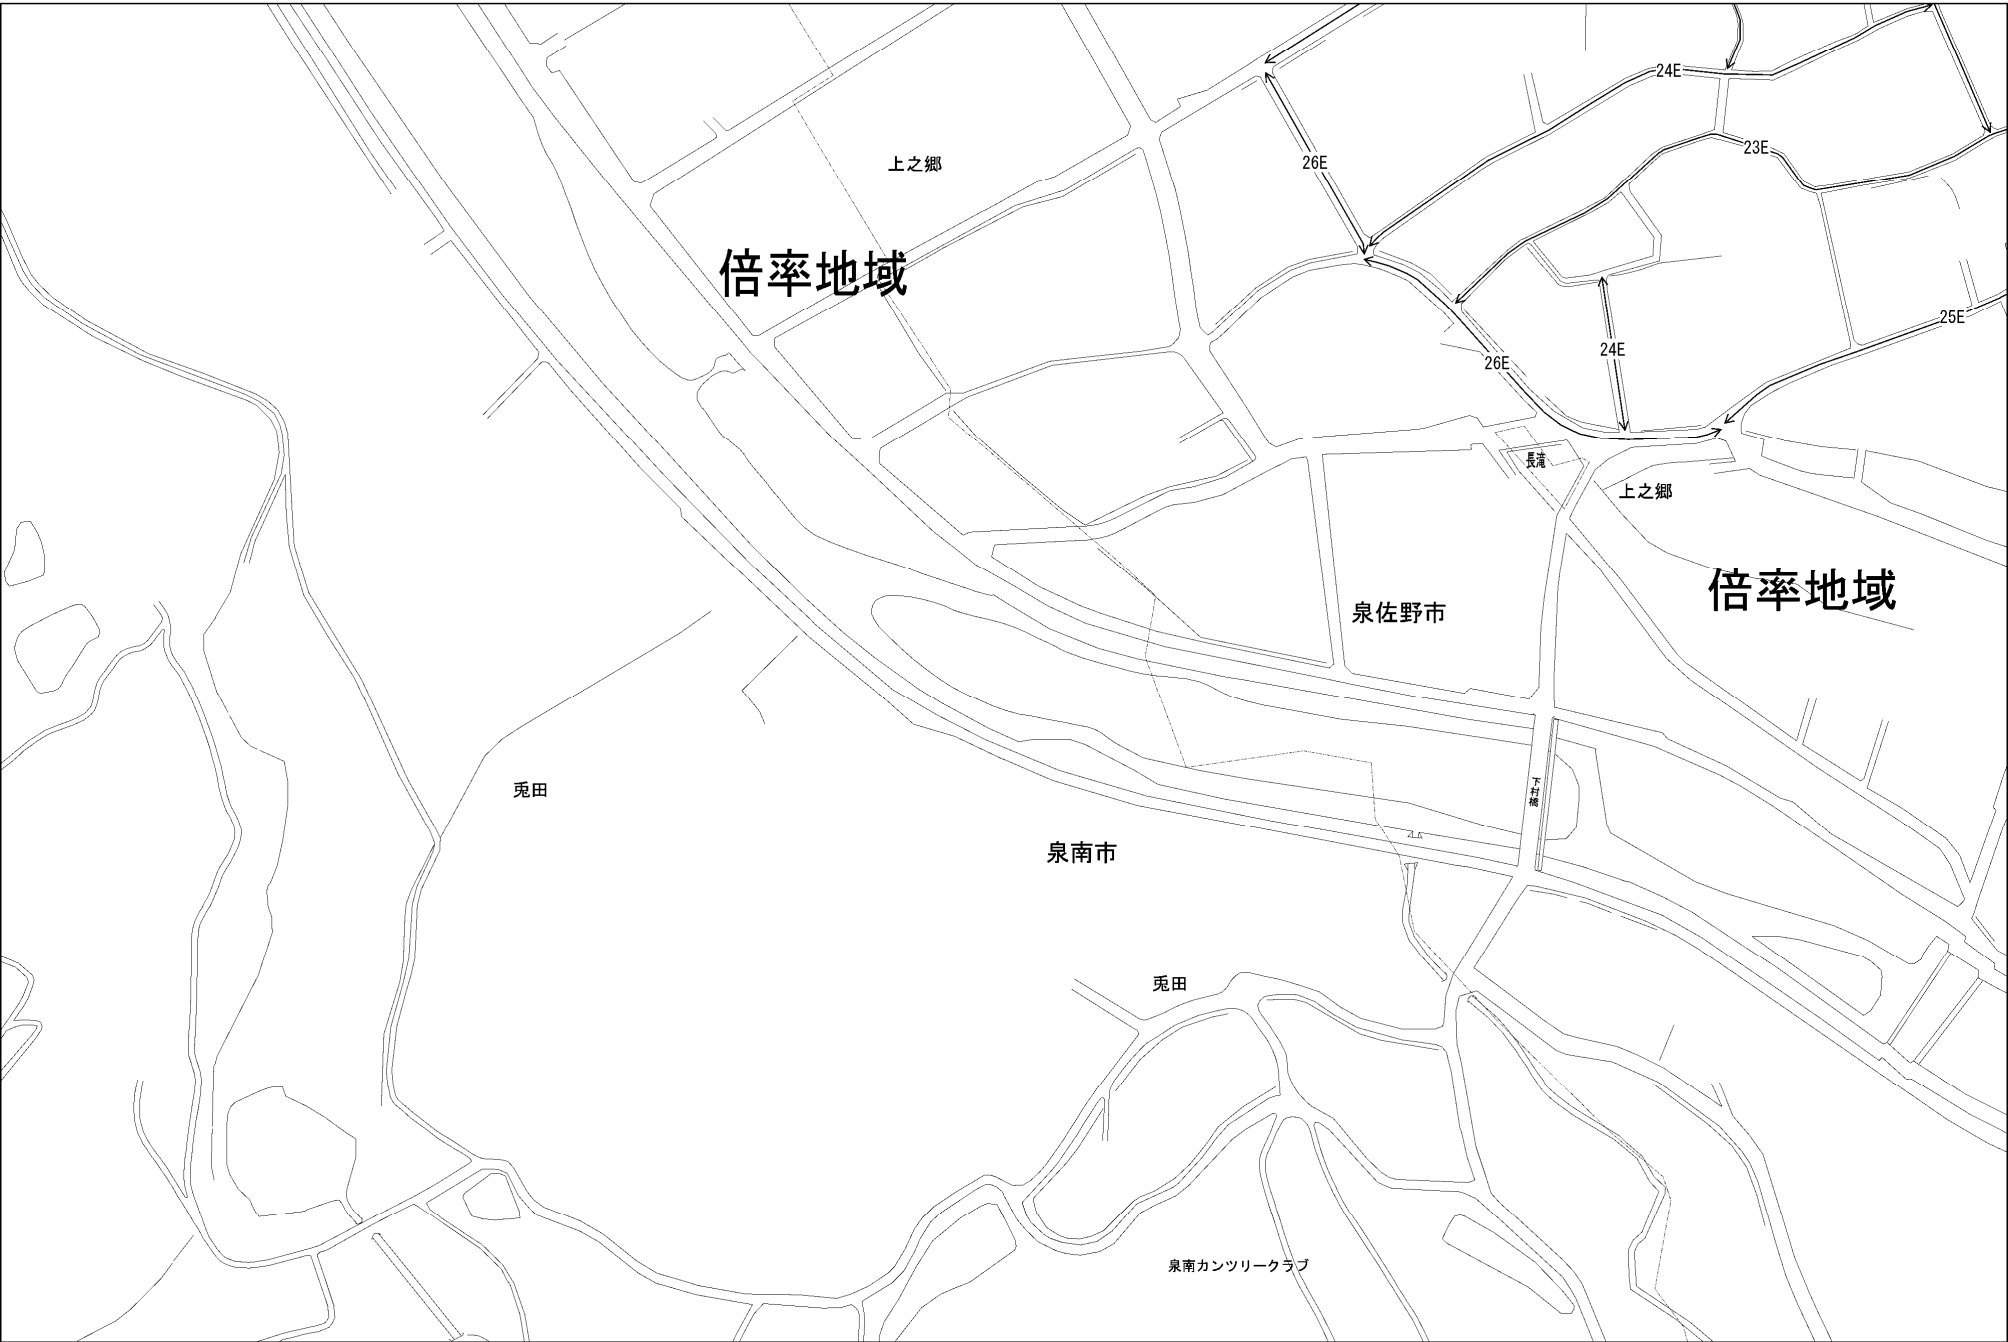 24E
23E
上之郷
26E
倍率地域
25E
24E
26E
長滝
上之郷
倍率地域
泉佐野市
下村橋
兎田
泉南市
兎田
泉南カンツリークラブ